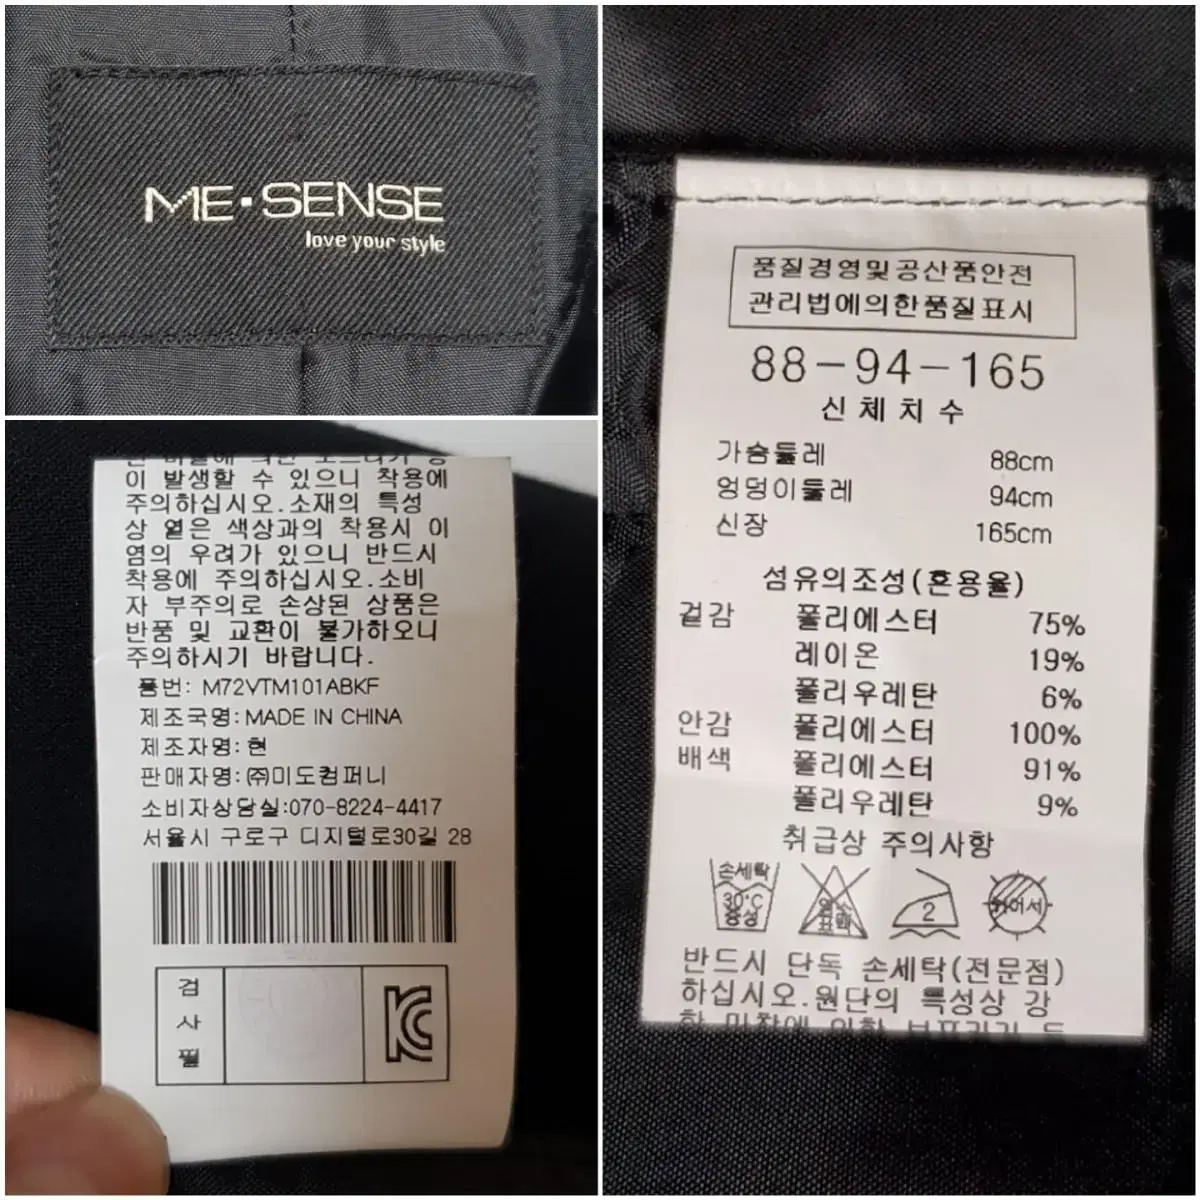 ME·SENSE
love your style
이 발생할 수 있으니 착용에
주의하십시오.소재의 특성
상 옅은 색상과의 착용시 이
염의 우려가 있으니 반드시
착용에 주의하십시오.소비
자 부주의로 손상된 상품은
반품 및 교환이 불가하오니
주의하시기 바랍니다.
품번: M72VTM101ABKF
제조국명: MADE IN CHINA
제조자명: 현
판매자명: ㈜미도컴퍼니
소비자상담실:070-8224-4417
서울시 구로구 디지털로30길 28
검
사
필
품질경영및공산품안전
관리법에의한품질표시
88-94-165
신체치수
가슴둘레 88cm
엉덩이둘레 94cm
신장 165cm
섬유의조성(혼용율)
겉감 폴리에스터 75%
레이온 19%
폴리우레탄 6%
안감 폴리에스터 100%
배색 폴리에스터 91%
폴리우레탄 9%
취급상 주의사항
손세탁
30°C
중성
염소
표백
2
뉘어서
반드시 단독 손세탁(전문점)
하십시오.원단의 특성상 강